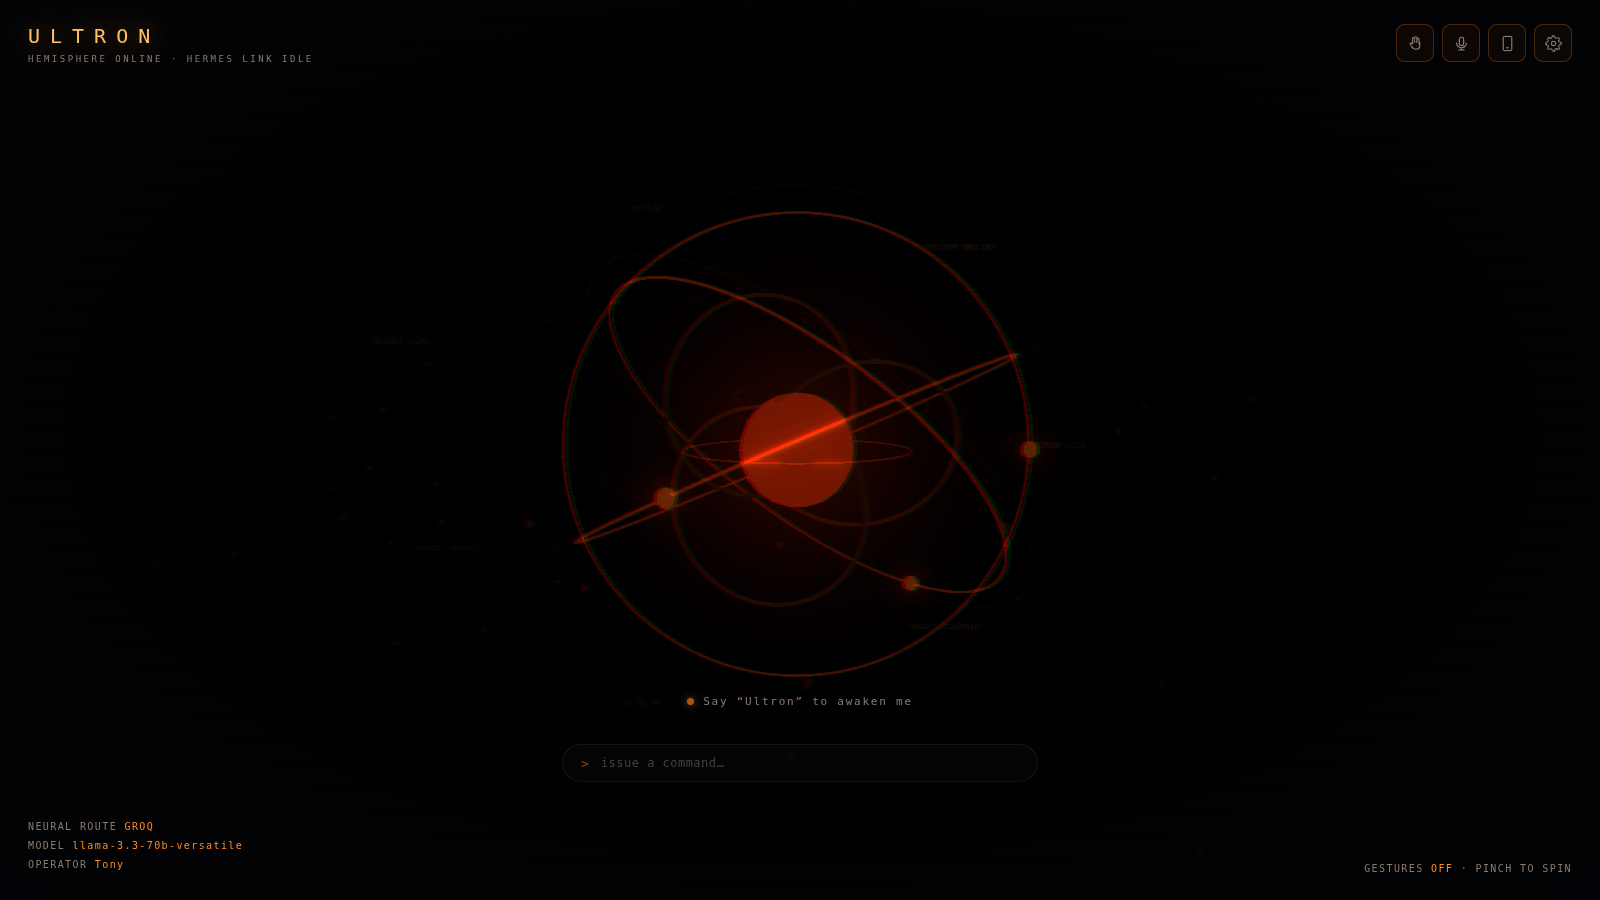 ULTRON
HEMISPHERE ONLINE · HERMES LINK IDLE
Say “Ultron” to awaken me
> issue a command…
NEURAL ROUTE GROQ
MODEL llama-3.3-70b-versatile
OPERATOR Tony
GESTURES OFF · PINCH TO SPIN